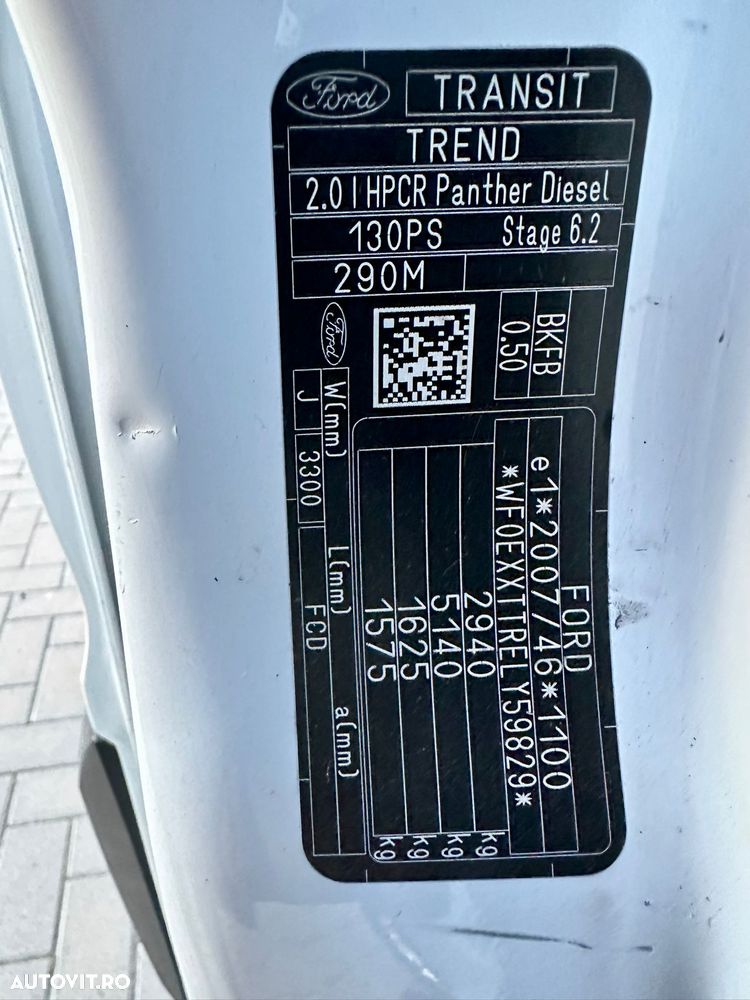 Ford TRANSIT
TREND
2.0 l HPCR Panther Diesel
130PS Stage 6.2
290M
Ford
BKFB
0.50
FORD
e1*2007/46*1100
*WF0EXXTTRELY59829*
2940 kg
5140 kg
1625 kg
1575 kg
W(mm) L(mm) a(mm)
J 3300 FCD
AUTOVIT.RO